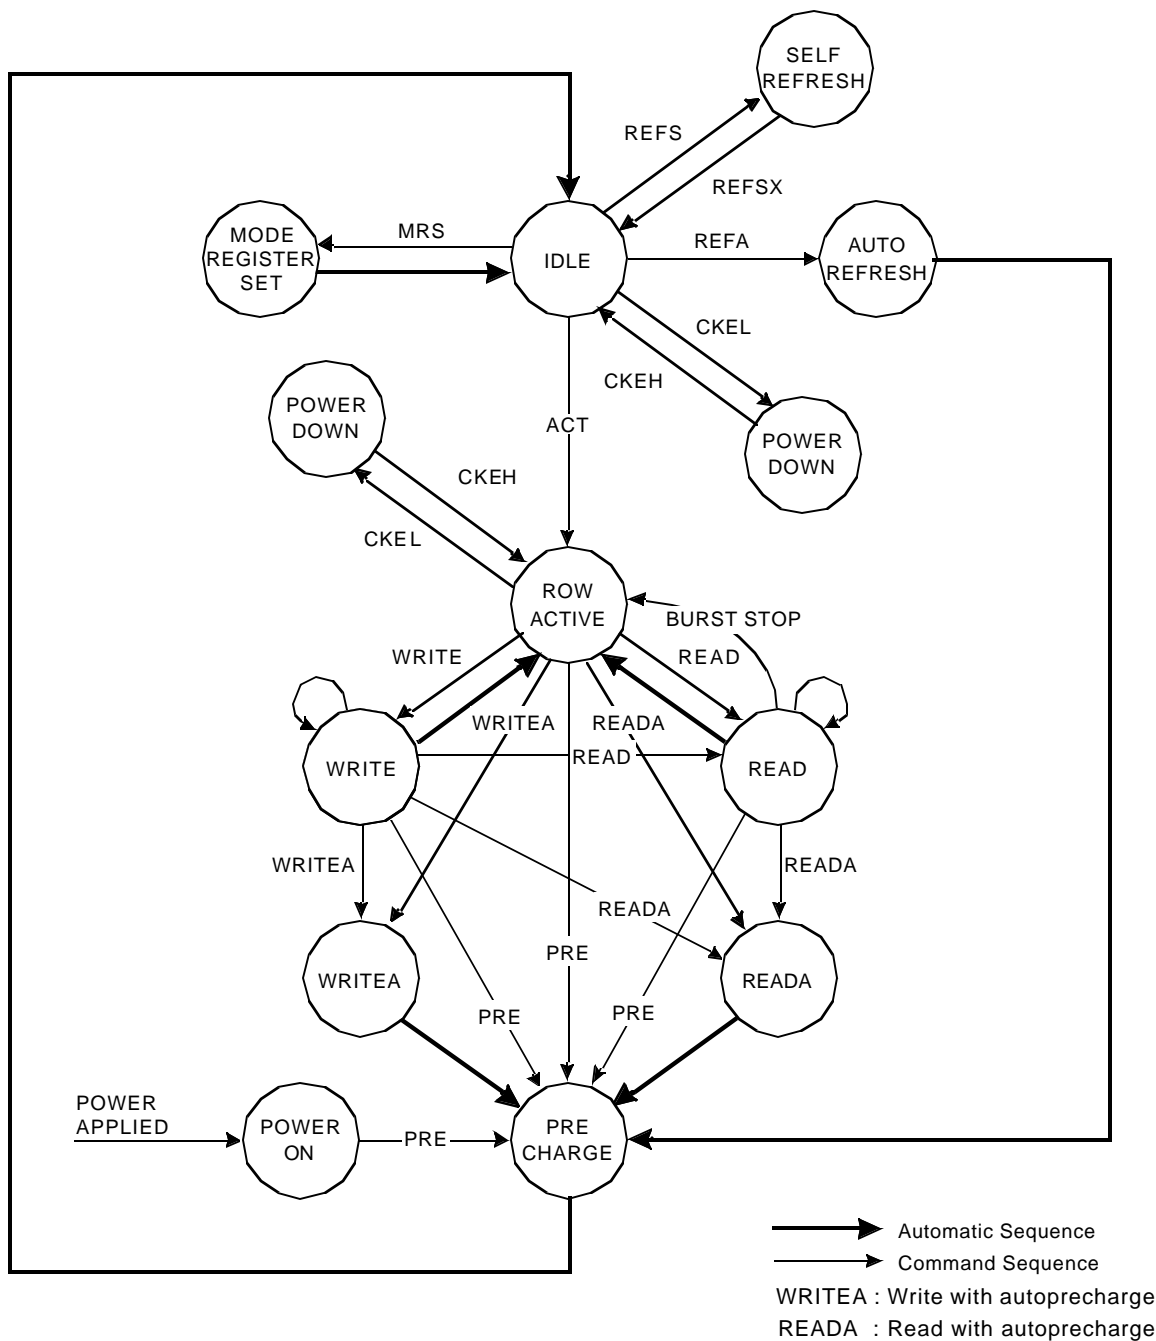 SELF
REFRESH
REFS
REFSX
MODE
REGISTER
SET
MRS
IDLE
REFA
AUTO
REFRESH
CKEL
CKEH
POWER
DOWN
ACT
POWER
DOWN
CKEH
CKEL
ROW
ACTIVE
BURST STOP
WRITE
READ
WRITEA
READA
WRITE
READ
READ
WRITEA
READA
READA
PRE
WRITEA
READA
PRE
PRE
POWER
APPLIED
POWER
ON
PRE
PRE
CHARGE
Automatic Sequence
Command Sequence
WRITEA : Write with autoprecharge
READA : Read with autoprecharge